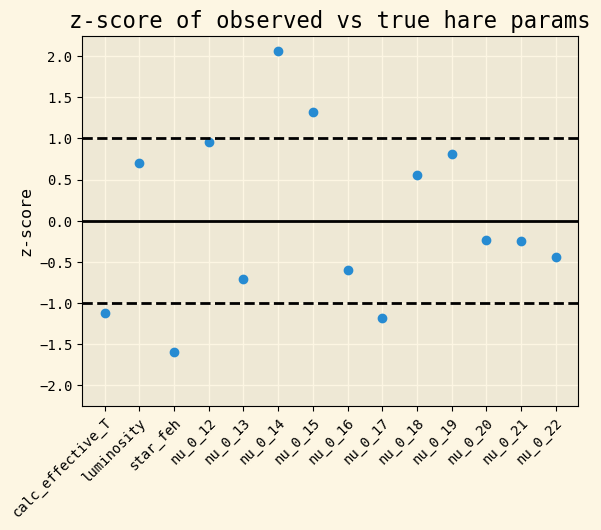 z-score of observed vs true hare params
z-score
2.0
1.5
1.0
0.5
0.0
−0.5
−1.0
−1.5
−2.0
calc_effective_T
luminosity
star_feh
nu_0_12
nu_0_13
nu_0_14
nu_0_15
nu_0_16
nu_0_17
nu_0_18
nu_0_19
nu_0_20
nu_0_21
nu_0_22